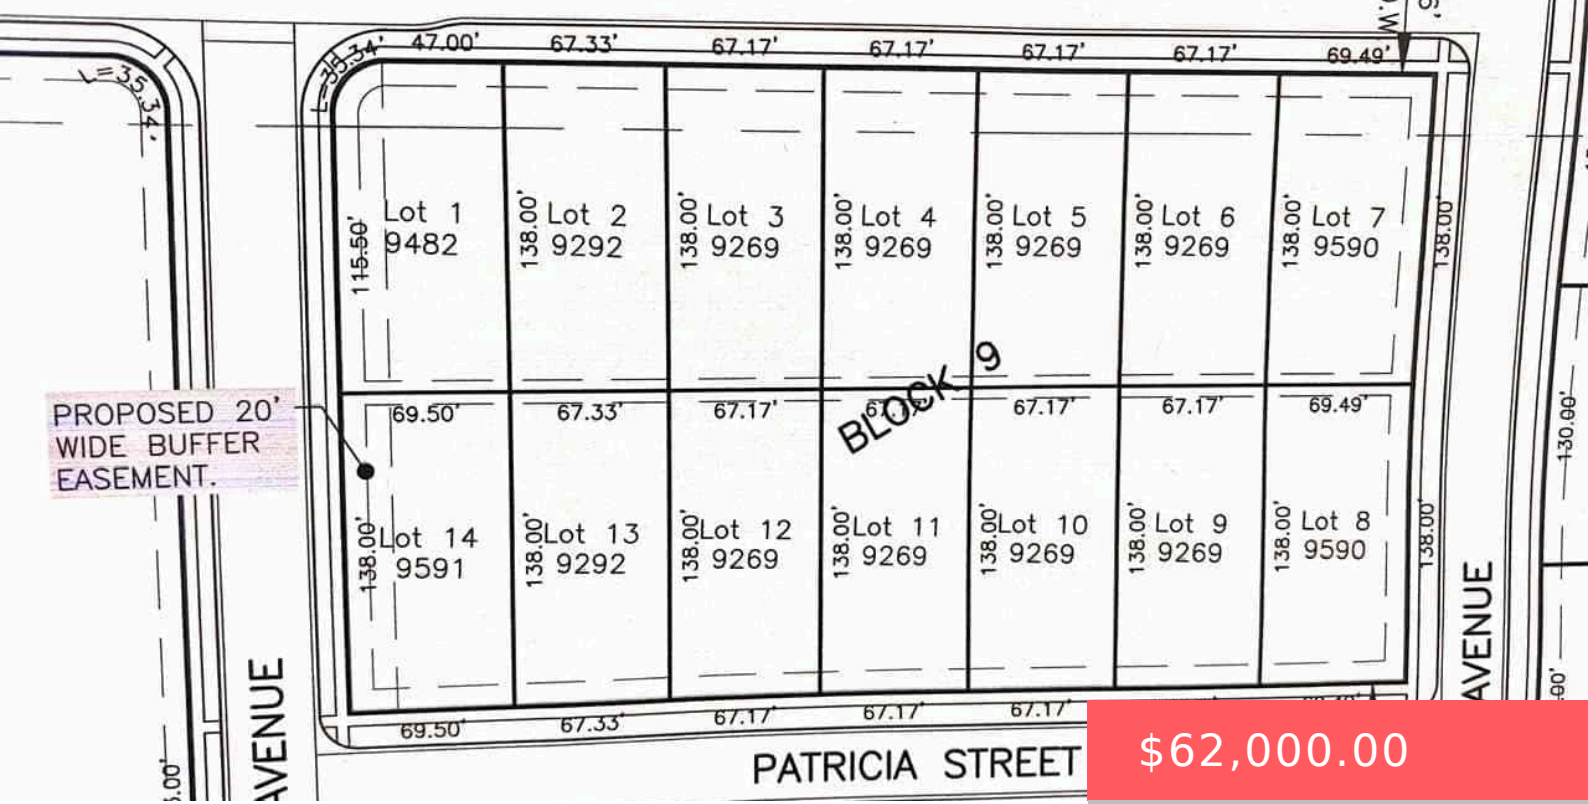 L=35.34'
47.00'
67.33'
67.17'
67.17'
67.17'
67.17'
69.49'
L=35.34'
115.50'
Lot 1
9482
138.00'
Lot 2
9292
138.00'
Lot 3
9269
138.00'
Lot 4
9269
138.00'
Lot 5
9269
138.00'
Lot 6
9269
138.00'
Lot 7
9590
138.00'
BLOCK 9
PROPOSED 20'
WIDE BUFFER
EASEMENT.
69.50'
67.33'
67.17'
67.17'
67.17'
69.49'
130.00'
138.00'
Lot 14
9591
138.00'
Lot 13
9292
138.00'
Lot 12
9269
138.00'
Lot 11
9269
138.00'
Lot 10
9269
138.00'
Lot 9
9269
138.00'
Lot 8
9590
138.00'
AVENUE
AVENUE
69.50'
67.33'
67.17'
67.17'
67.17'
PATRICIA STREET
$62,000.00